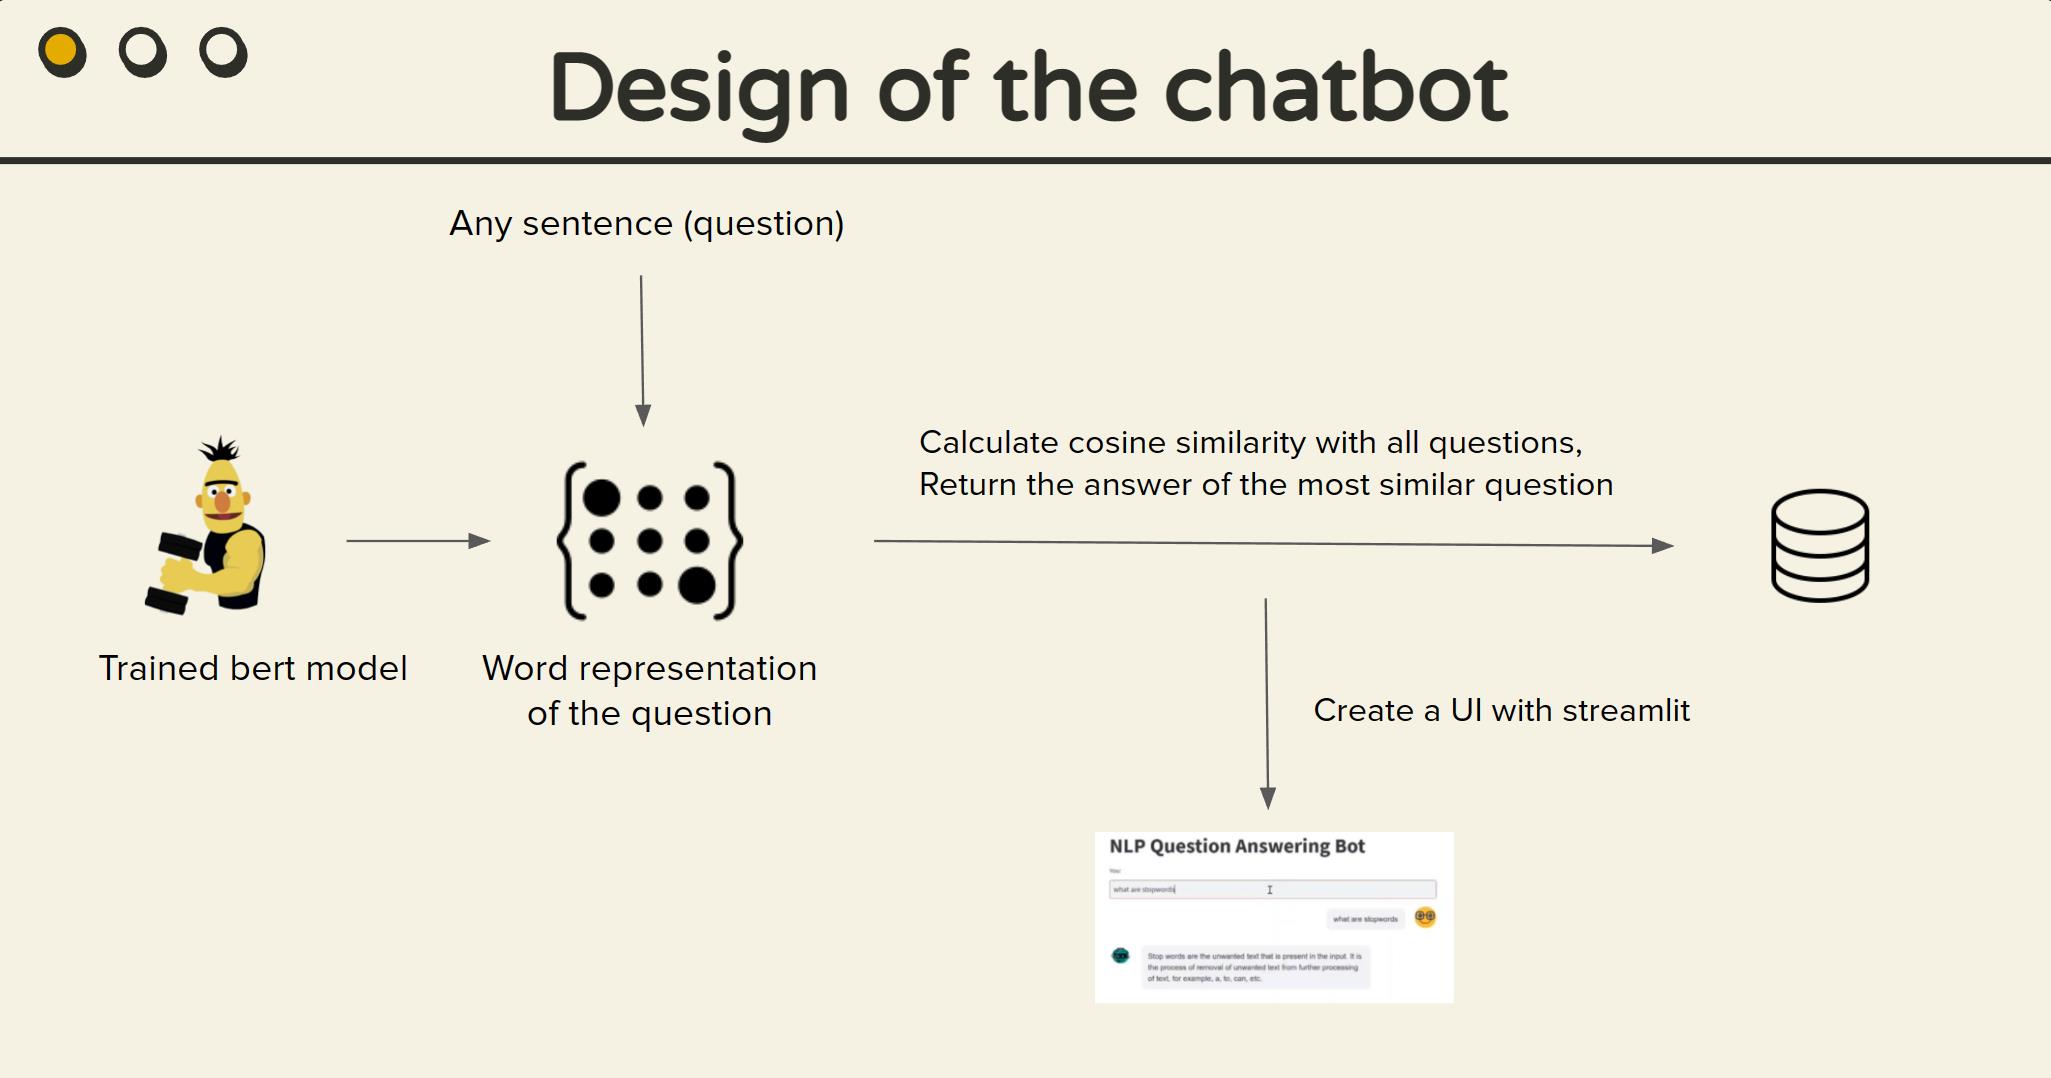 Design of the chatbot
Any sentence (question)
Calculate cosine similarity with all questions,
Return the answer of the most similar question
Trained bert model
Word representation
of the question
Create a UI with streamlit
NLP Question Answering Bot
You:
what are stopwords
what are stopwords
Stop words are the unwanted text that is present in the input. It is
the process of removal of unwanted text from further processing
of text, for example, a, to, can, etc.